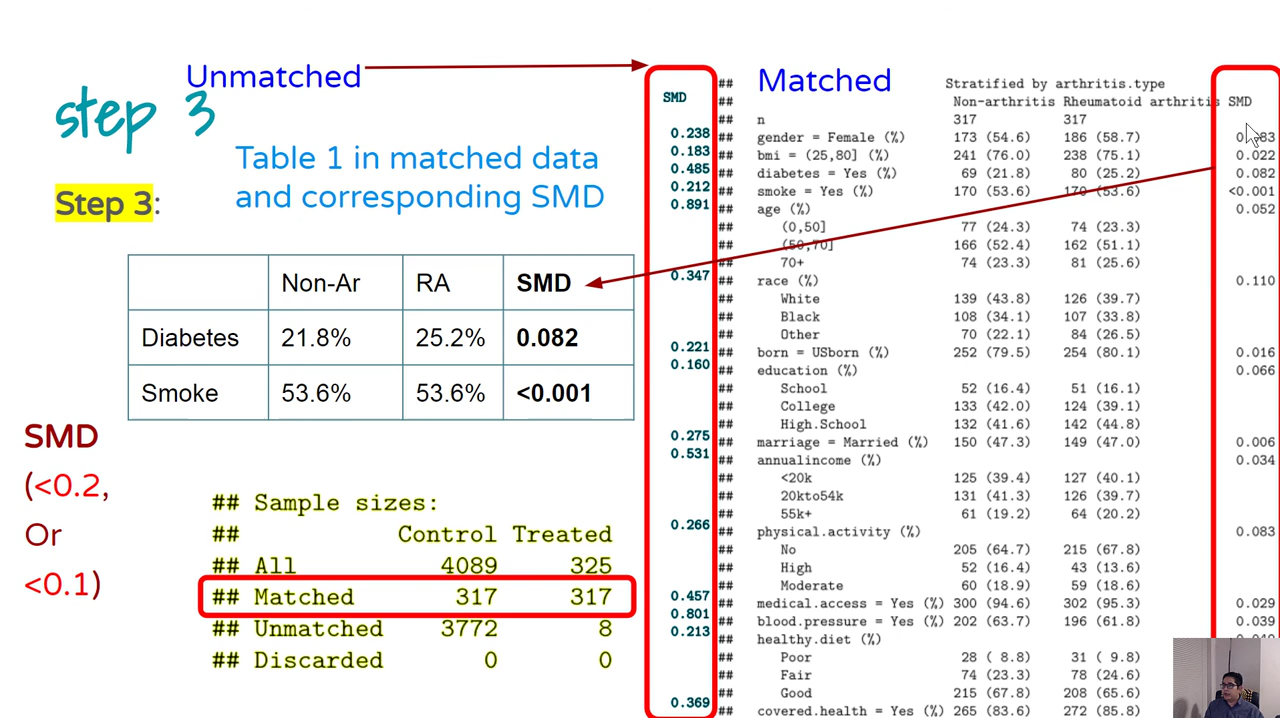 Unmatched
step 3
Step 3:
Table 1 in matched data
and corresponding SMD
Non-Ar RA SMD
Diabetes 21.8% 25.2% 0.082
Smoke 53.6% 53.6% <0.001
SMD
(<0.2,
Or
<0.1)
## Sample sizes:
## Control Treated
## All 4089 325
## Matched 317 317
## Unmatched 3772 8
## Discarded 0 0
SMD
0.238
0.183
0.485
0.212
0.891
0.347
0.221
0.160
0.275
0.531
0.266
0.457
0.801
0.213
0.369
Matched
## Stratified by arthritis.type
## Non-arthritis Rheumatoid arthritis SMD
## n 317 317
## gender = Female (%) 173 (54.6) 186 (58.7)
## bmi = (25,80] (%) 241 (76.0) 238 (75.1) 0.022
## diabetes = Yes (%) 69 (21.8) 80 (25.2) 0.082
## smoke = Yes (%) 170 (53.6) 170 (53.6) <0.001
## age (%) 0.052
## (0,50] 77 (24.3) 74 (23.3)
## (50,70] 166 (52.4) 162 (51.1)
## 70+ 74 (23.3) 81 (25.6)
## race (%) 0.110
## White 139 (43.8) 126 (39.7)
## Black 108 (34.1) 107 (33.8)
## Other 70 (22.1) 84 (26.5)
## born = USborn (%) 252 (79.5) 254 (80.1) 0.016
## education (%) 0.066
## School 52 (16.4) 51 (16.1)
## College 133 (42.0) 124 (39.1)
## High.School 132 (41.6) 142 (44.8)
## marriage = Married (%) 150 (47.3) 149 (47.0) 0.006
## annualincome (%) 0.034
## <20k 125 (39.4) 127 (40.1)
## 20kto54k 131 (41.3) 126 (39.7)
## 55k+ 61 (19.2) 64 (20.2)
## physical.activity (%) 0.083
## No 205 (64.7) 215 (67.8)
## High 52 (16.4) 43 (13.6)
## Moderate 60 (18.9) 59 (18.6)
## medical.access = Yes (%) 300 (94.6) 302 (95.3) 0.029
## blood.pressure = Yes (%) 202 (63.7) 196 (61.8) 0.039
## healthy.diet (%)
## Poor 28 ( 8.8) 31 ( 9.8)
## Fair 74 (23.3) 78 (24.6)
## Good 215 (67.8) 208 (65.6)
## covered.health = Yes (%) 265 (83.6) 272 (85.8)